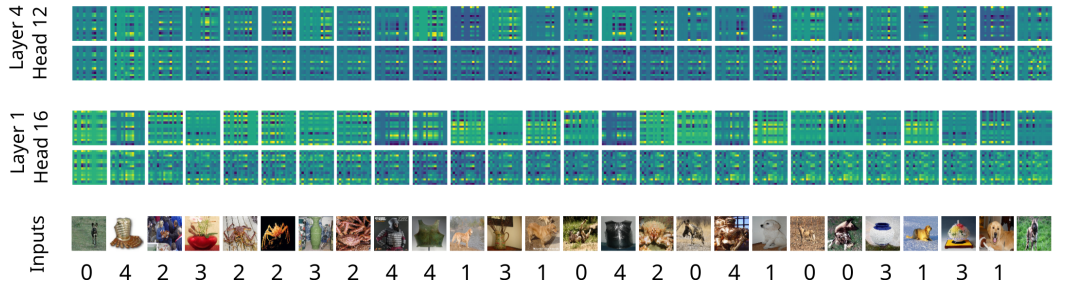 Layer 4
Head 12
Layer 1
Head 16
Inputs
0 4 2 3 2 2 3 2 4 4 1 3 1 0 4 2 0 4 1 0 0 3 1 3 1